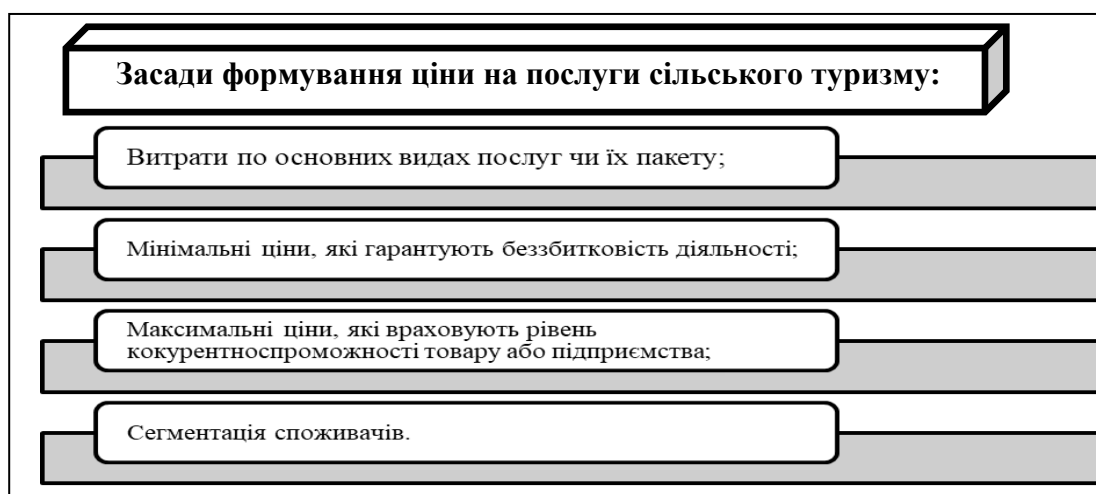 Засади формування ціни на послуги сільського туризму:
Витрати по основних видах послуг чи їх пакету;
Мінімальні ціни, які гарантують беззбитковість діяльності;
Максимальні ціни, які враховують рівень
кокурентноспроможності товару або підприємства;
Сегментація споживачів.